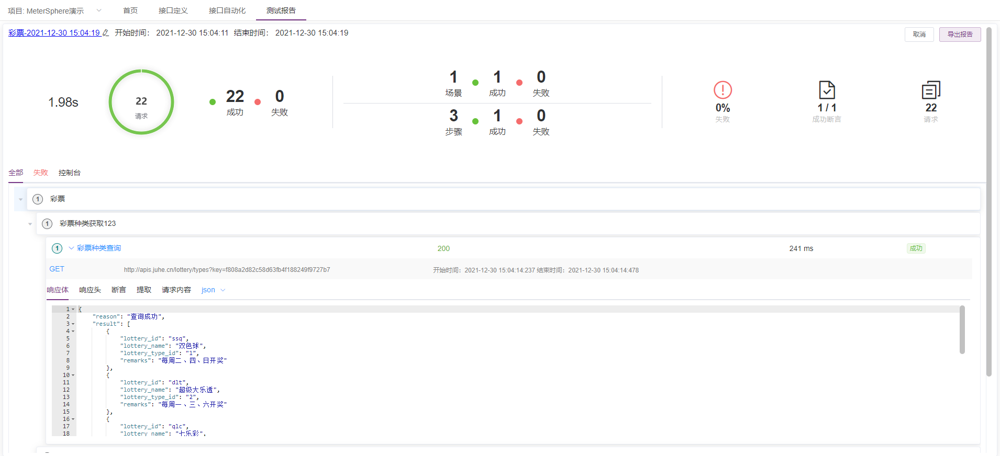 项目: MeterSphere演示 首页 接口定义 接口自动化 测试报告
彩票-2021-12-30 15:04:19 开始时间: 2021-12-30 15:04:11 结束时间: 2021-12-30 15:04:19 取消 导出报告
1.98s
22
请求
22 0
成功 失败
1 1 0
场景 成功 失败
3 1 0
步骤 成功 失败
0% 1 / 1 22
失败 成功断言 请求
全部 失败 控制台
1 彩票
1 彩票种类获取123
1 彩票种类查询 200 241 ms 成功
GET http://apis.juhe.cn/lottery/types?key=f808a2d82c58d63fb4f188249f9727b7 开始时间: 2021-12-30 15:04:14:237 结束时间: 2021-12-30 15:04:14:478
响应体 响应头 断言 提取 请求内容 json
1 {
2 "reason": "查询成功",
3 "result": [
4 {
5 "lottery_id": "ssq",
6 "lottery_name": "双色球",
7 "lottery_type_id": "1",
8 "remarks": "每周二、四、日开奖"
9 },
10 {
11 "lottery_id": "dlt",
12 "lottery_name": "超级大乐透",
13 "lottery_type_id": "2",
14 "remarks": "每周一、三、六开奖"
15 },
16 {
17 "lottery_id": "qlc",
18 "lottery_name": "七乐彩",